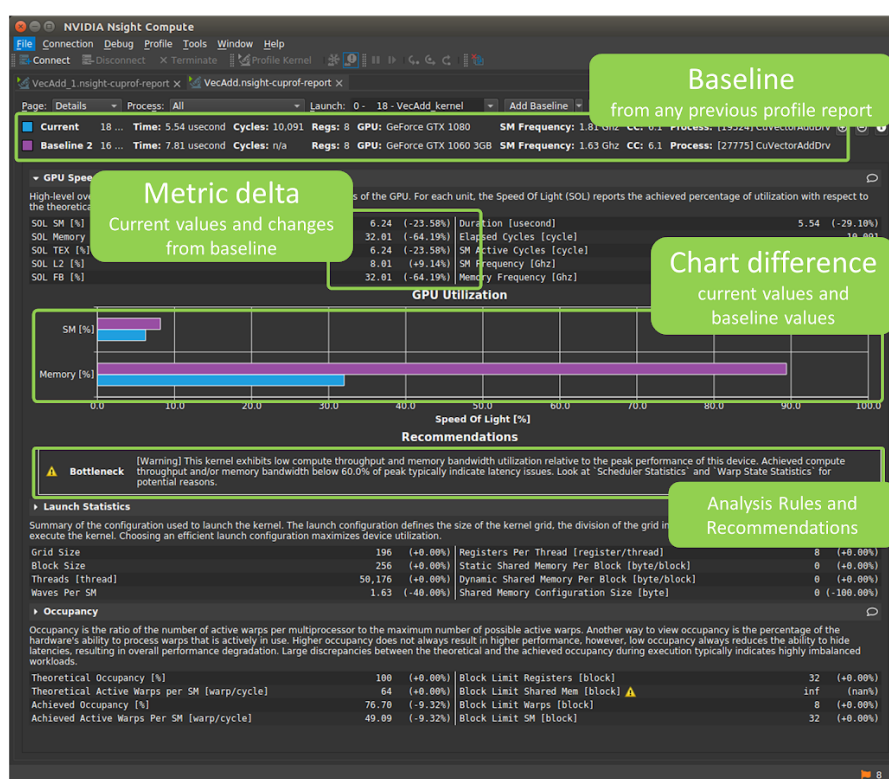 NVIDIA Nsight Compute
File Connection Debug Profile Tools Window Help
Connect Disconnect Terminate Profile Kernel
VecAdd_1.nsight-cuprof-report VecAdd.nsight-cuprof-report
Baseline
from any previous profile report
Page: Details Process: All Launch: 0 - 18 - VecAdd_kernel Add Baseline
Current 18 ... Time: 5.54 usecond Cycles: 10,091 Regs: 8 GPU: GeForce GTX 1080 SM Frequency: 1.81 Ghz CC: 6.1 Process: [19324] CuVectorAddDrv
Baseline 2 16 ... Time: 7.81 usecond Cycles: n/a Regs: 8 GPU: GeForce GTX 1060 3GB SM Frequency: 1.63 Ghz CC: 6.1 Process: [27775] CuVectorAddDrv
GPU Spee
High-level ove s of the GPU. For each unit, the Speed Of Light (SOL) reports the achieved percentage of utilization with respect to
the theoretica
Metric delta
Current values and changes
from baseline
SOL SM [%] 6.24 (-23.58%) Duration [usecond] 5.54 (-29.10%)
SOL Memory 32.01 (-64.19%) Elapsed Cycles [cycle] 10,091
SOL TEX [%] 6.24 (-23.58%) SM Active Cycles [cycle]
SOL L2 [%] 8.01 (+9.14%) SM Frequency [Ghz]
SOL FB [%] 32.01 (-64.19%) Memory Frequency [Ghz]
Chart difference
current values and
baseline values
GPU Utilization
SM [%]
Memory [%]
0.0 10.0 20.0 30.0 40.0 50.0 60.0 70.0 80.0 90.0 100.0
Speed Of Light [%]
Recommendations
Bottleneck [Warning] This kernel exhibits low compute throughput and memory bandwidth utilization relative to the peak performance of this device. Achieved compute
throughput and/or memory bandwidth below 60.0% of peak typically indicate latency issues. Look at `Scheduler Statistics` and `Warp State Statistics` for
potential reasons.
Analysis Rules and
Recommendations
Launch Statistics
Summary of the configuration used to launch the kernel. The launch configuration defines the size of the kernel grid, the division of the grid in
execute the kernel. Choosing an efficient launch configuration maximizes device utilization.
Grid Size 196 (+0.00%) Registers Per Thread [register/thread] 8 (+0.00%)
Block Size 256 (+0.00%) Static Shared Memory Per Block [byte/block] 0 (+0.00%)
Threads [thread] 50,176 (+0.00%) Dynamic Shared Memory Per Block [byte/block] 0 (+0.00%)
Waves Per SM 1.63 (-40.00%) Shared Memory Configuration Size [byte] 0 (-100.00%)
Occupancy
Occupancy is the ratio of the number of active warps per multiprocessor to the maximum number of possible active warps. Another way to view occupancy is the percentage of the
hardware's ability to process warps that is actively in use. Higher occupancy does not always result in higher performance, however, low occupancy always reduces the ability to hide
latencies, resulting in overall performance degradation. Large discrepancies between the theoretical and the achieved occupancy during execution typically indicates highly imbalanced
workloads.
Theoretical Occupancy [%] 100 (+0.00%) Block Limit Registers [block] 32 (+0.00%)
Theoretical Active Warps per SM [warp/cycle] 64 (+0.00%) Block Limit Shared Mem [block] inf (nan%)
Achieved Occupancy [%] 76.70 (-9.32%) Block Limit Warps [block] 8 (+0.00%)
Achieved Active Warps Per SM [warp/cycle] 49.09 (-9.32%) Block Limit SM [block] 32 (+0.00%)
8